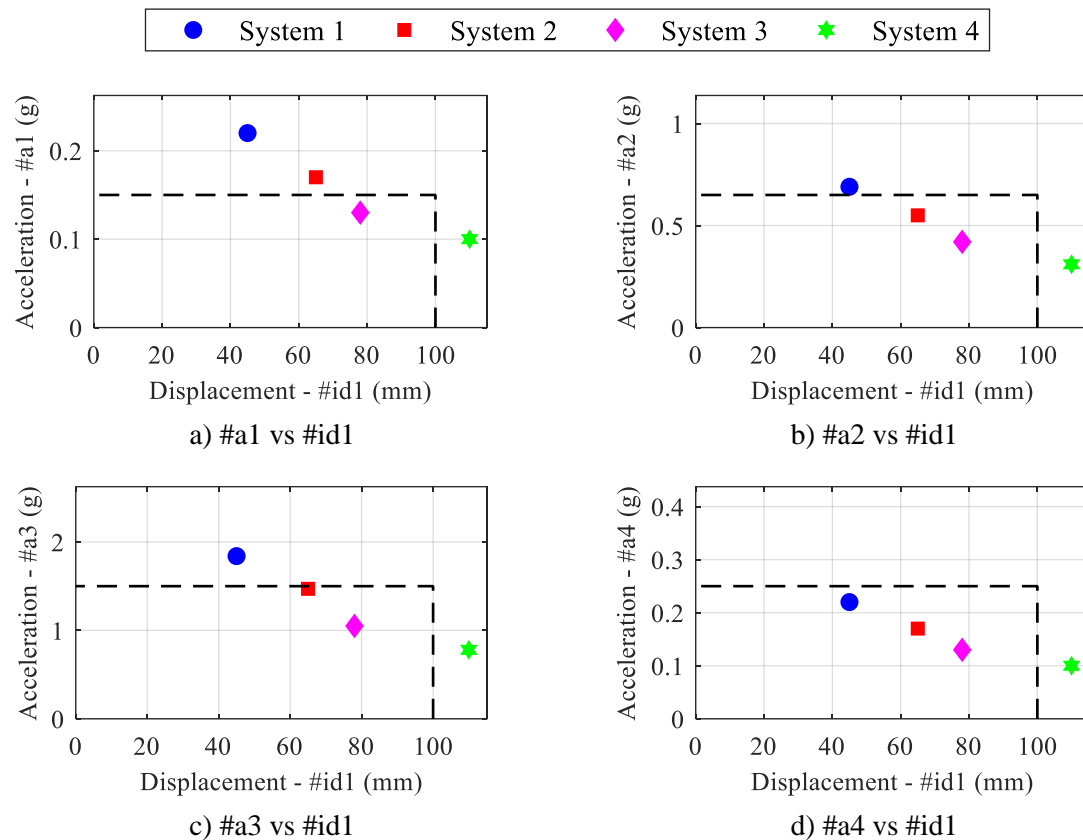 System 1 System 2 System 3 System 4
Acceleration - #a1 (g)
0.2
0.1
0
0 20 40 60 80 100
Displacement - #id1 (mm)
a) #a1 vs #id1
Acceleration - #a2 (g)
1
0.5
0
0 20 40 60 80 100
Displacement - #id1 (mm)
b) #a2 vs #id1
Acceleration - #a3 (g)
2
1
0
0 20 40 60 80 100
Displacement - #id1 (mm)
c) #a3 vs #id1
Acceleration - #a4 (g)
0.4
0.3
0.2
0.1
0
0 20 40 60 80 100
Displacement - #id1 (mm)
d) #a4 vs #id1